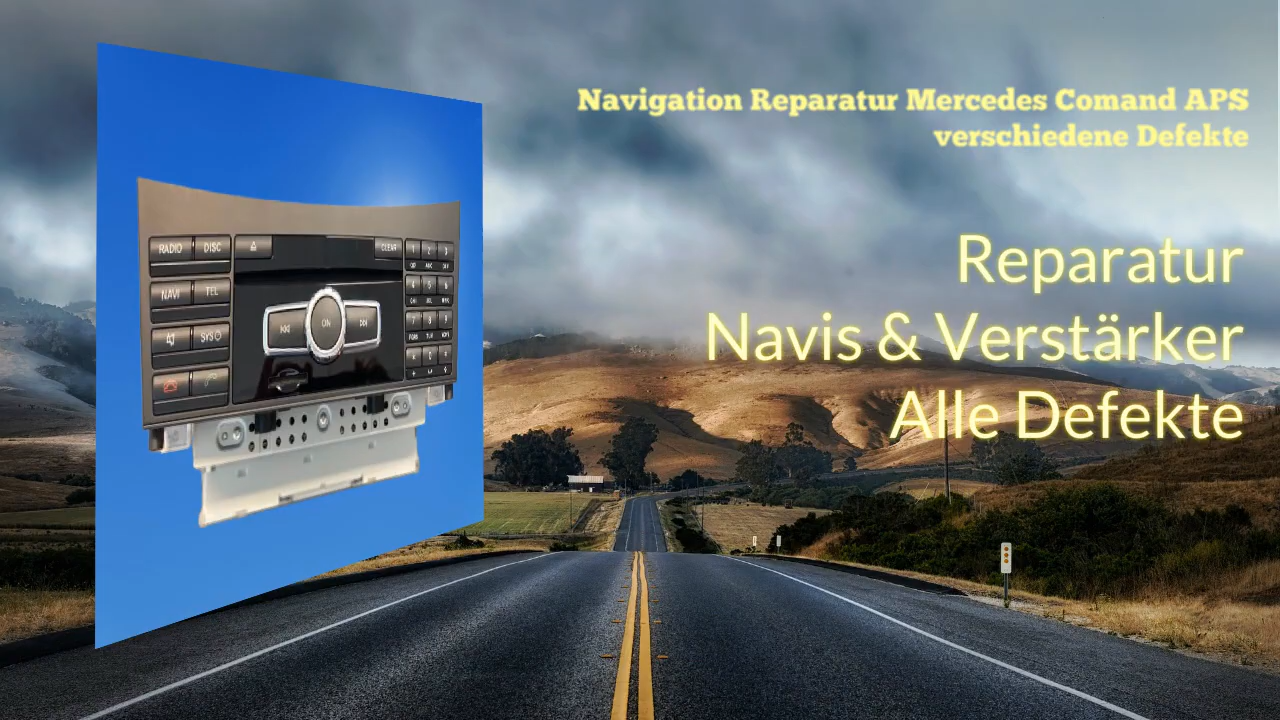 Navigation Reparatur Mercedes Comand APS
verschiedene Defekte
Reparatur
Navis & Verstärker
Alle Defekte
RADIO DISC CLEAR
NAVI TEL
ON
SYS